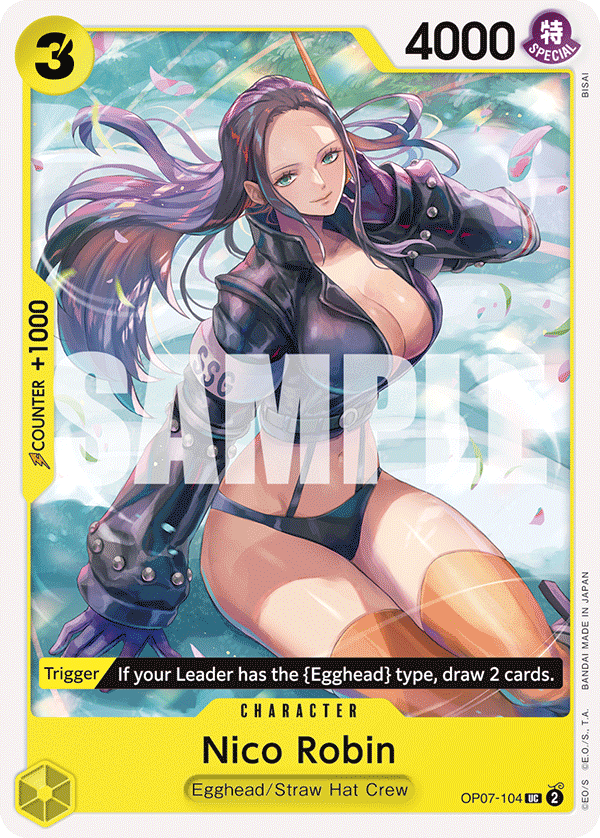 3
4000
特
SPECIAL
BISAI
COUNTER +1000
SSG
SAMPLE
Trigger If your Leader has the {Egghead} type, draw 2 cards.
BANDAI MADE IN JAPAN
CHARACTER
Nico Robin
Egghead/Straw Hat Crew
OP07-104 UC 2
©EO/S ©E.O./S., T.A.